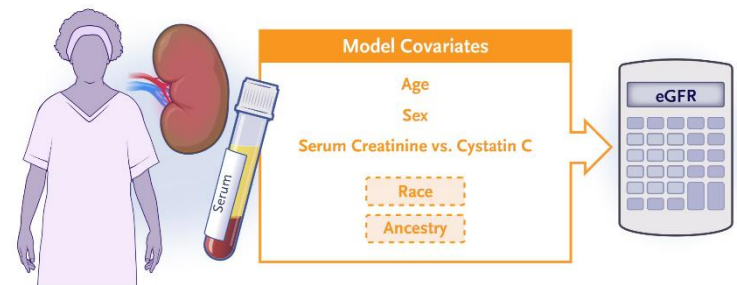 Model Covariates
Age
Sex
Serum Creatinine vs. Cystatin C
Race
Ancestry
Serum
eGFR